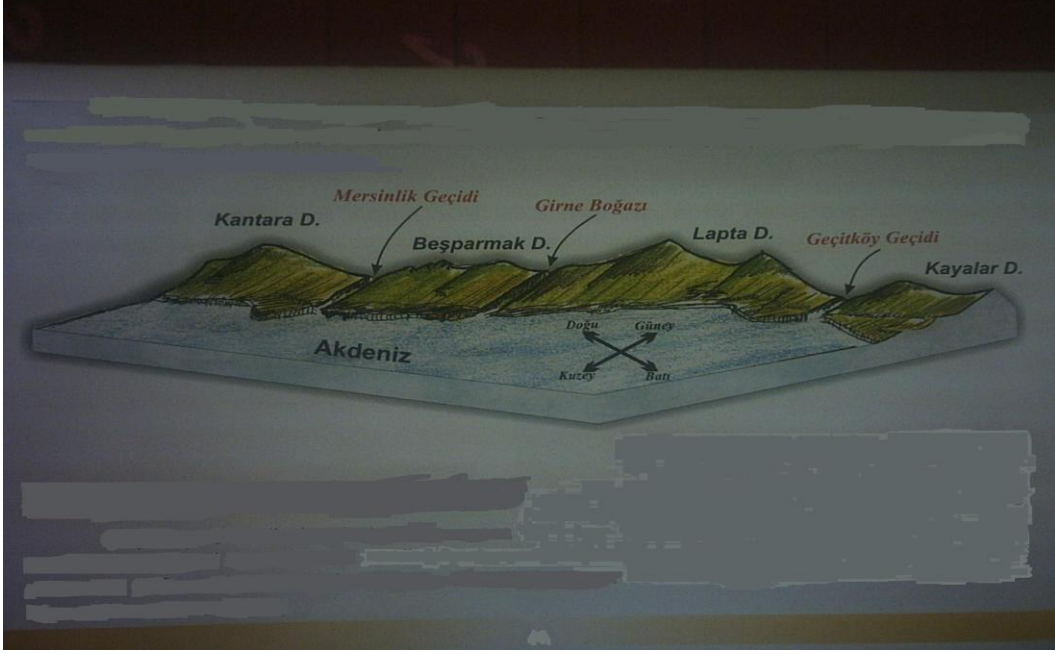 Mersinlik Geçidi
Girne Boğazı
Kantara D.
Beşparmak D.
Lapta D.
Geçitköy Geçidi
Kayalar D.
Doğu
Güney
Akdeniz
Kuzey
Batı